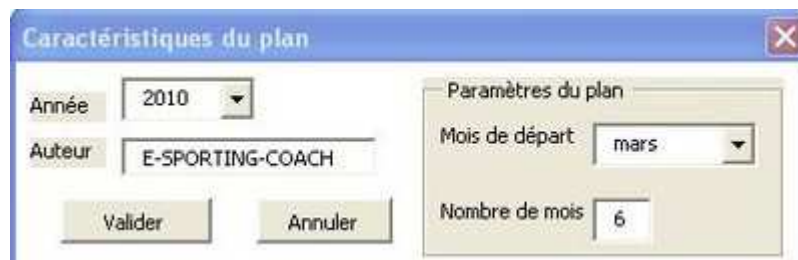 Caractéristiques du plan
Année 2010
Auteur E-SPORTING-COACH
Valider Annuler
Paramètres du plan
Mois de départ mars
Nombre de mois 6